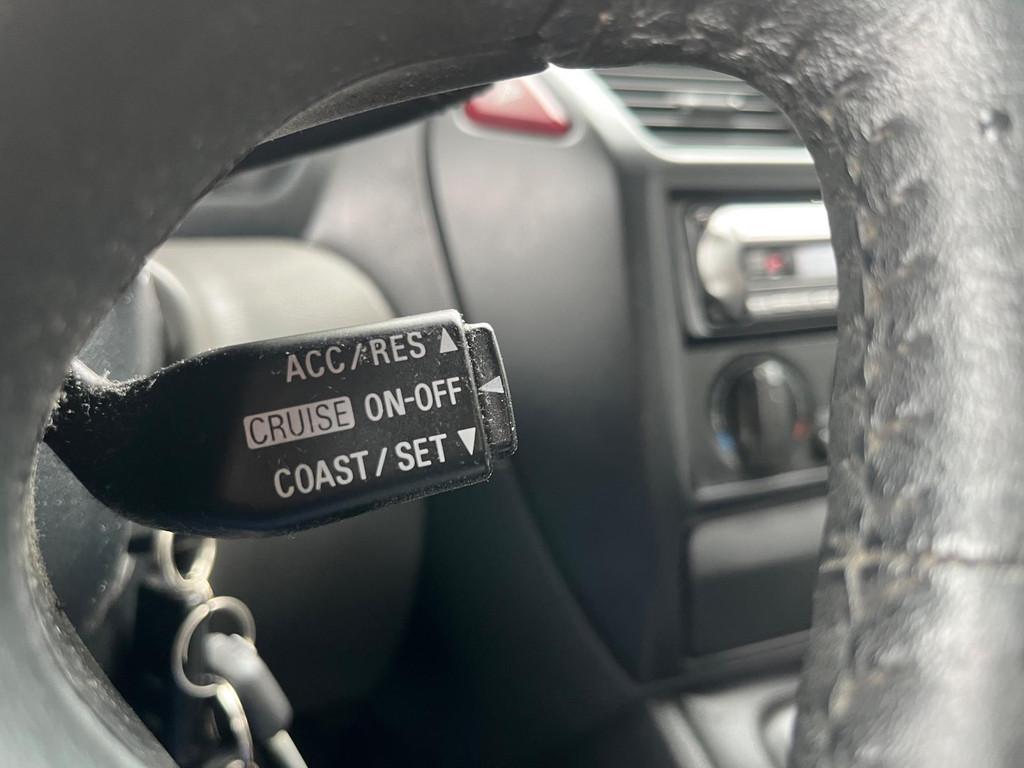 ACC/RES ▲
CRUISE ON-OFF ◀
COAST/SET ▼